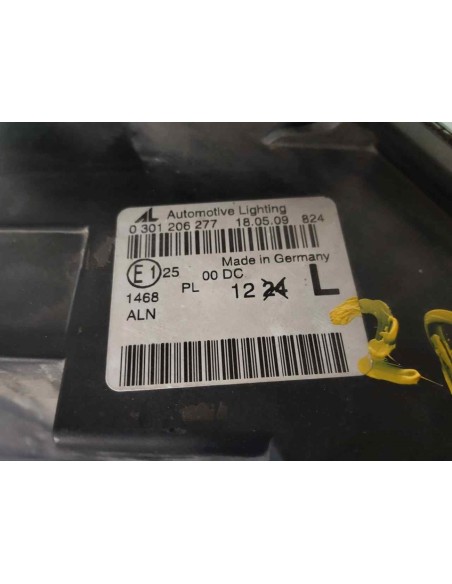 AL Automotive Lighting
0 301 206 277 18.05.09 824
Made in Germany
E1 25 00 DC
1468 PL 12 24 L
ALN